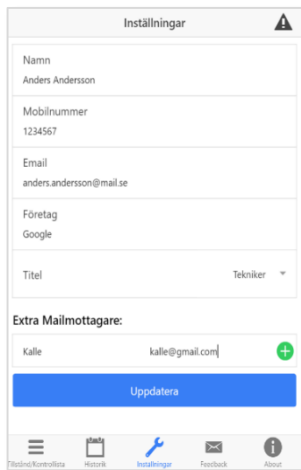 Inställningar
Namn
Anders Andersson
Mobilnummer
1234567
Email
anders.andersson@mail.se
Företag
Google
Titel Tekniker
Extra Mailmottagare:
Kalle kalle@gmail.com
Uppdatera
Tillstånd/Kontrollista Historik Inställningar Feedback About